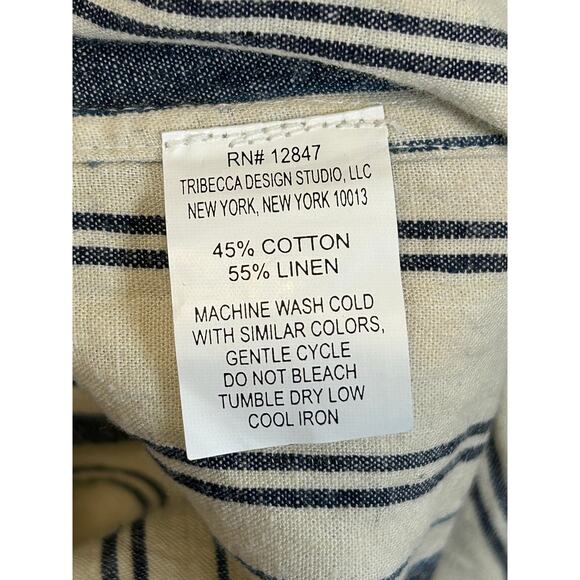 RN# 12847
TRIBECCA DESIGN STUDIO, LLC
NEW YORK, NEW YORK 10013
45% COTTON
55% LINEN
MACHINE WASH COLD
WITH SIMILAR COLORS,
GENTLE CYCLE
DO NOT BLEACH
TUMBLE DRY LOW
COOL IRON